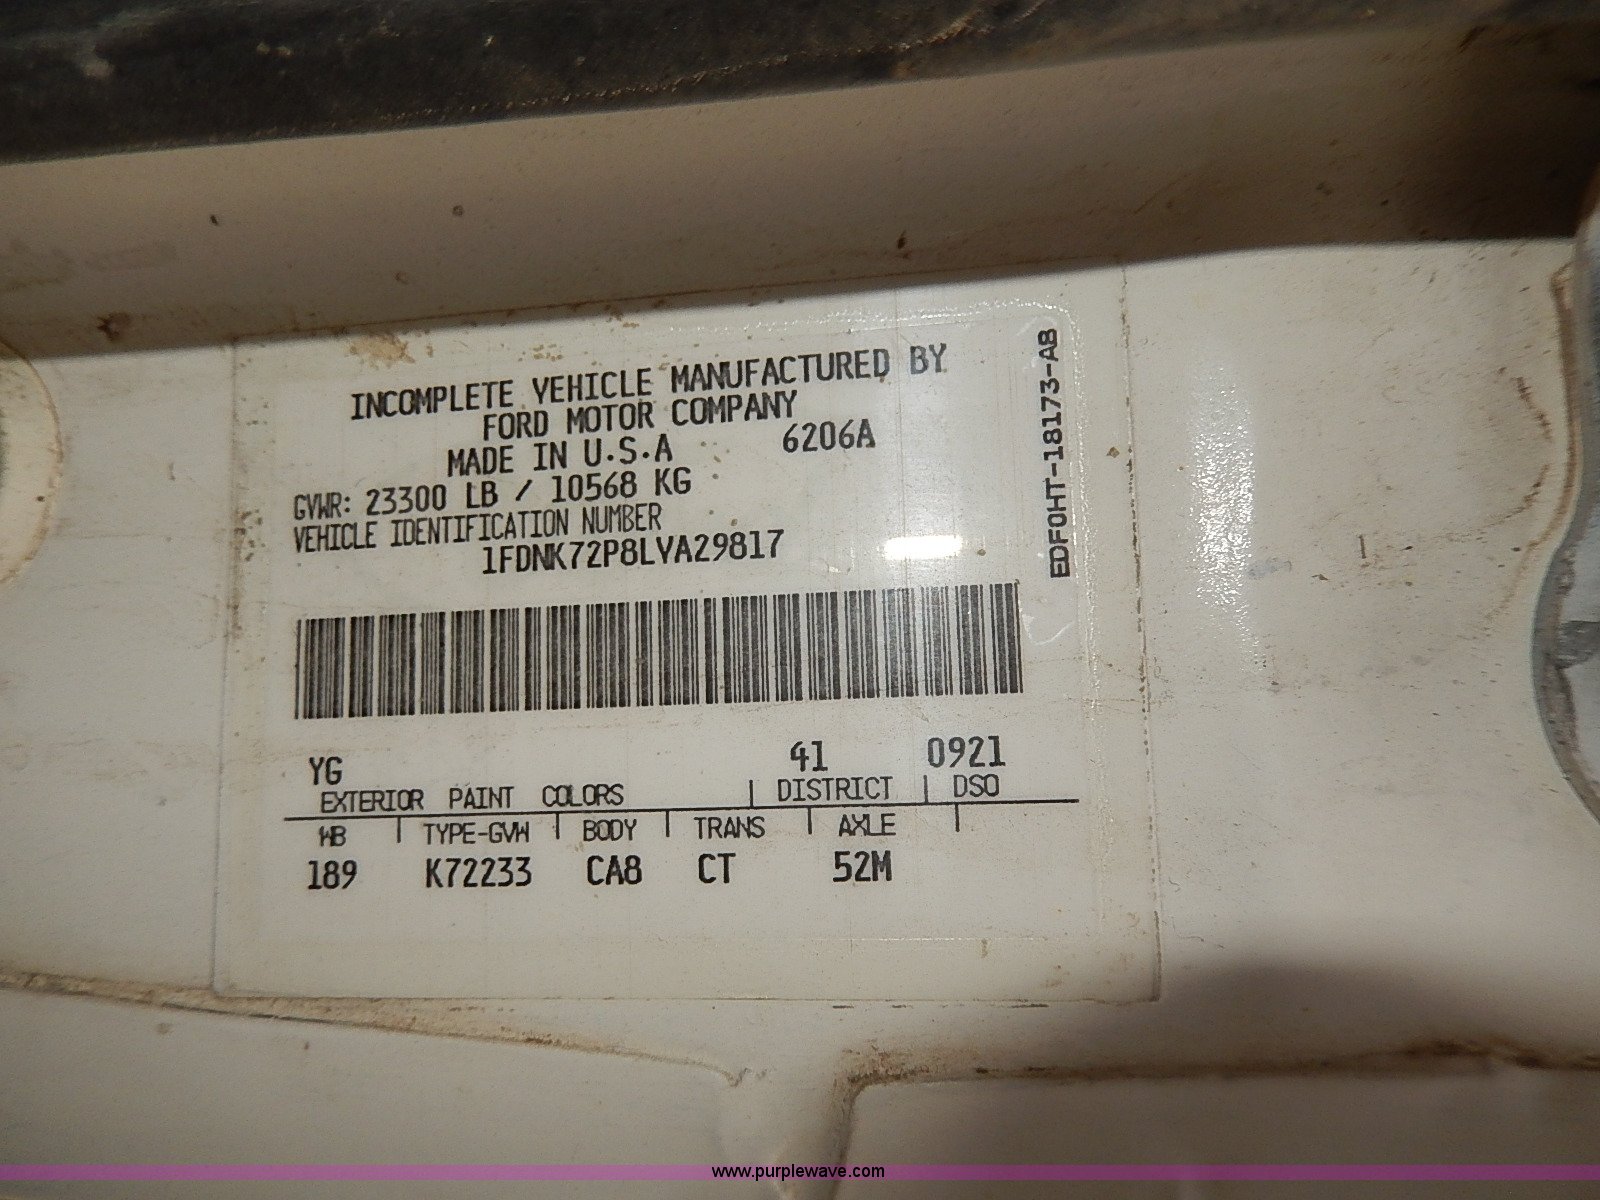 INCOMPLETE VEHICLE MANUFACTURED BY
FORD MOTOR COMPANY
MADE IN U.S.A 6206A
GVWR: 23300 LB / 10568 KG
VEHICLE IDENTIFICATION NUMBER
1FDNK72P8LVA29817
EDF0HT-18173-AB
YG 41 0921
EXTERIOR PAINT COLORS | DISTRICT | DSO
WB | TYPE-GVW | BODY | TRANS | AXLE |
189 K72233 CA8 CT 52M
www.purplewave.com